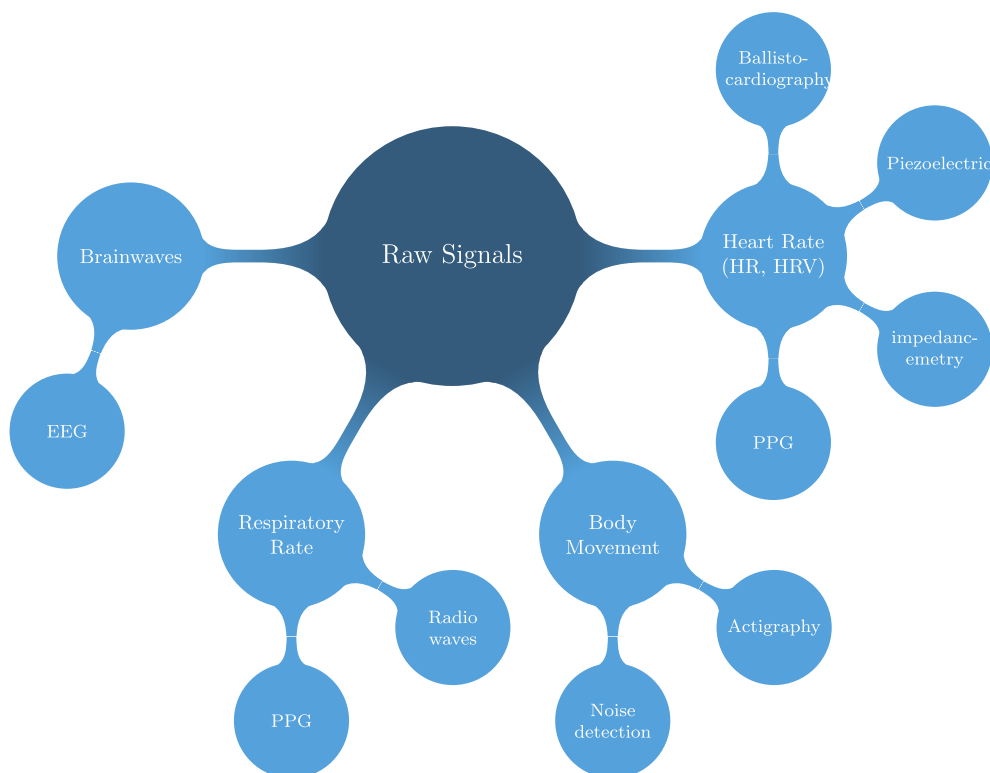 Ballisto-
cardiography
Piezoelectric
Heart Rate
(HR, HRV)
Raw Signals
Brainwaves
impedanc-
emetry
EEG
PPG
Respiratory
Rate
Body
Movement
Radio
waves
Actigraphy
PPG
Noise
detection